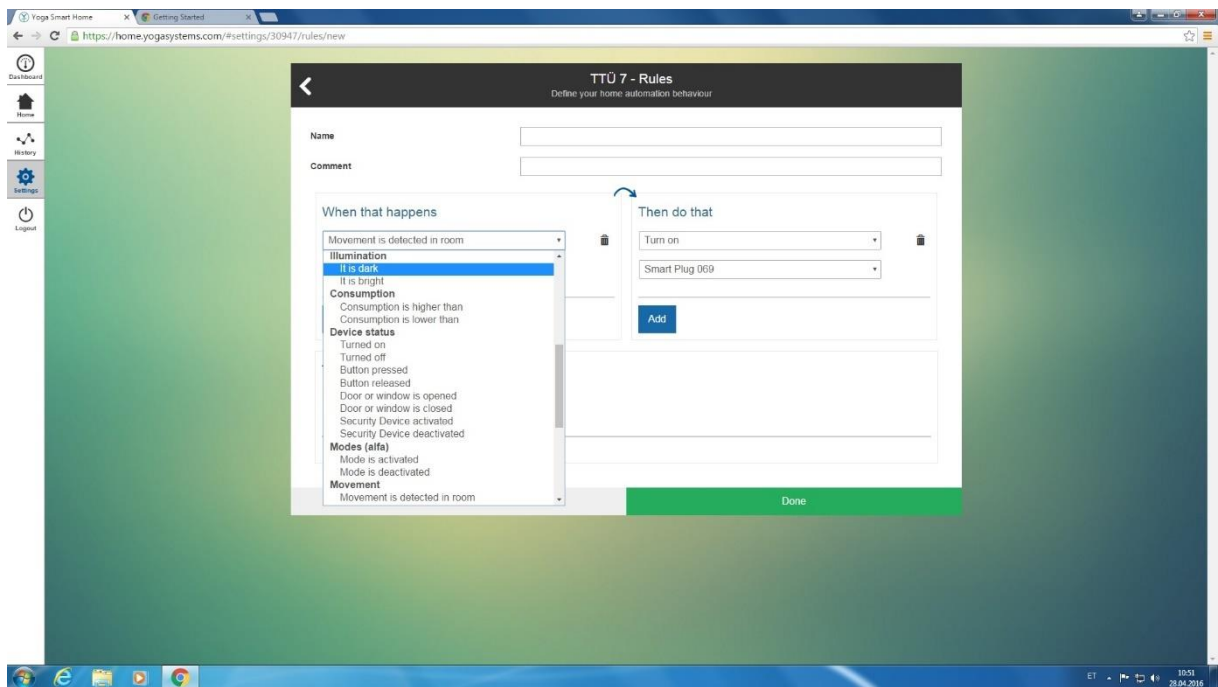 Yoga Smart Home
Getting Started
https://home.yogasystems.com/#settings/30947/rules/new
Dashboard
Home
History
Settings
Logout
TTÜ 7 - Rules
Define your home automation behaviour
Name
Comment
When that happens
Movement is detected in room
Illumination
It is dark
It is bright
Consumption
Consumption is higher than
Consumption is lower than
Device status
Turned on
Turned off
Button pressed
Button released
Door or window is opened
Door or window is closed
Security Device activated
Security Device deactivated
Modes (alfa)
Mode is activated
Mode is deactivated
Movement
Movement is detected in room
Then do that
Turn on
Smart Plug 069
Add
Done
ET
10:51
28.04.2016